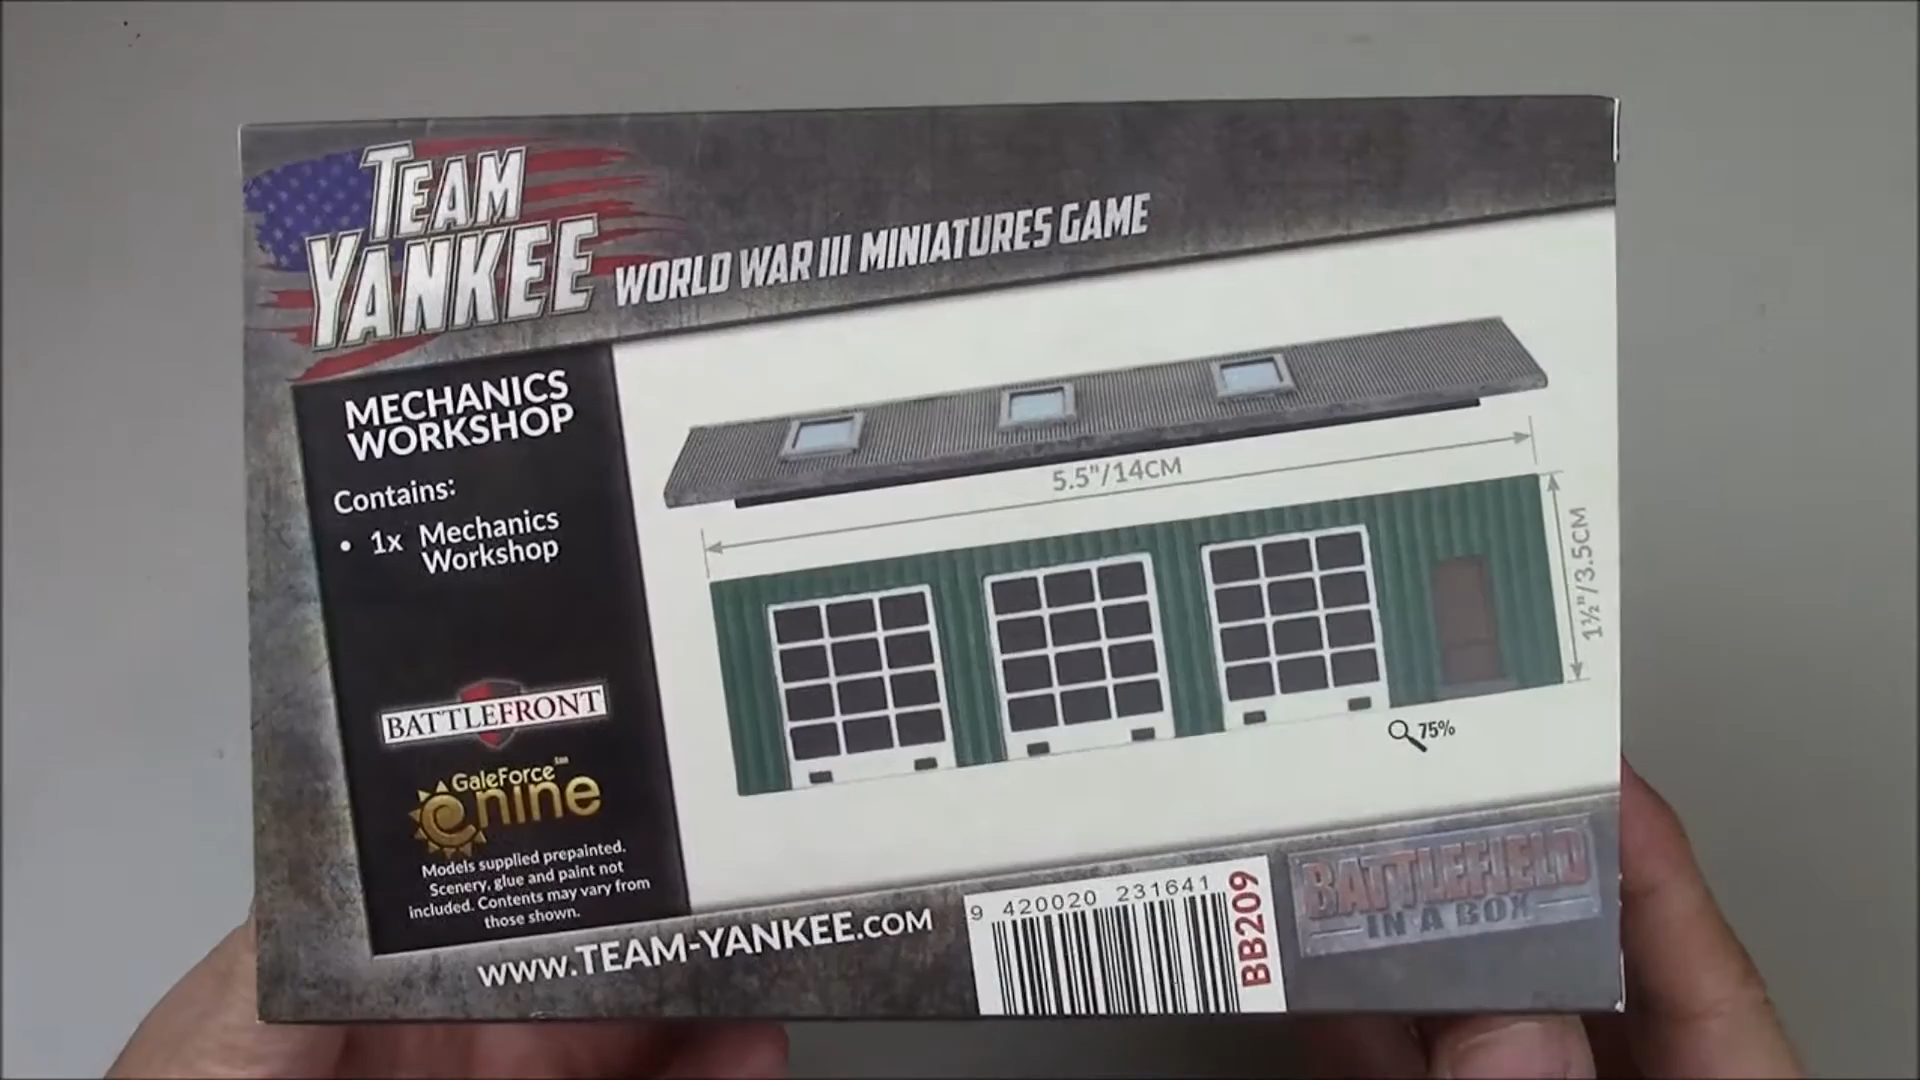 TEAM
YANKEE
WORLD WAR III MINIATURES GAME
MECHANICS
WORKSHOP
Contains:
• 1x Mechanics
Workshop
5.5"/14CM
1½"/3.5CM
75%
BATTLEFRONT
GaleForce
nine
Models supplied prepainted.
Scenery, glue and paint not
included. Contents may vary from
those shown.
WWW.TEAM-YANKEE.COM
9 420020 231641
BB209
BATTLEFIELD
IN A BOX